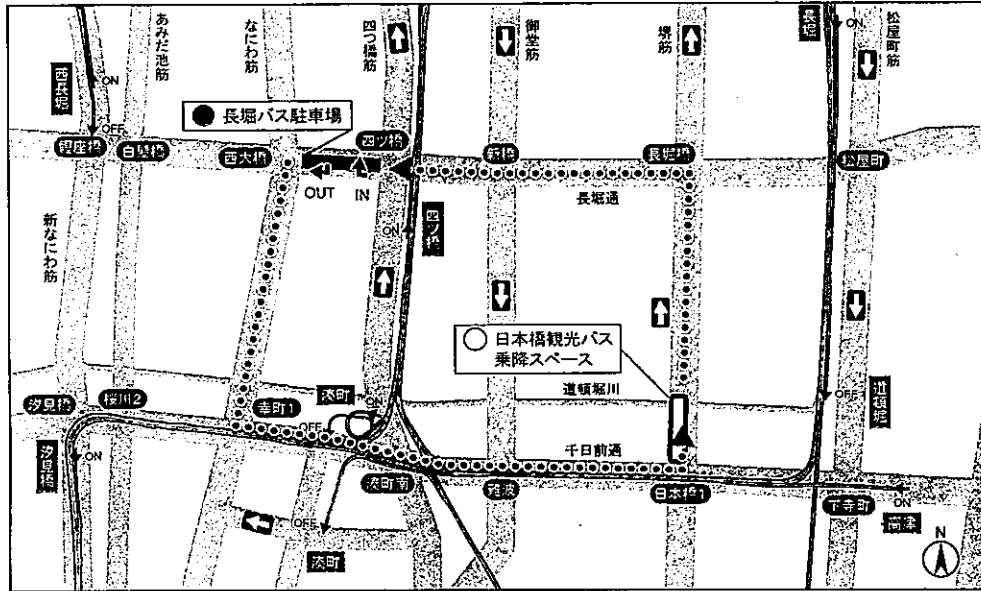 あみだ池筋
なにわ筋
四つ橋筋
御堂筋
堺筋
長堀
ON
松屋町筋
西長堀
ON
OFF
● 長堀バス駐車場
四ツ橋
西大橋
新橋
長堀橋
松屋町
白髪橋
OUT
IN
長堀通
新なにわ筋
ON
四ツ橋
○ 日本橋観光バス
乗降スペース
道頓堀川
汐見橋
桜川2
幸町1
湊町
ON
OFF
OFF
道頓堀
千日前通
汐見橋
ON
湊町南
難波
日本橋1
下寺町
ON
高津
OFF
湊町
N